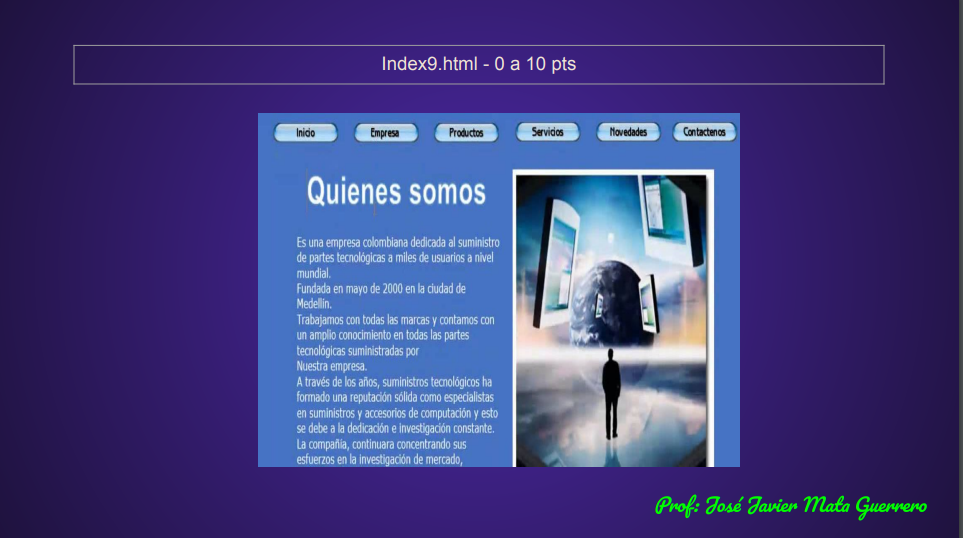 Index9.html - 0 a 10 pts
Inicio Empresa Productos Servicios Novedades Contactenos
Quienes somos
Es una empresa colombiana dedicada al suministro
de partes tecnológicas a miles de usuarios a nivel
mundial.
Fundada en mayo de 2000 en la ciudad de
Medellin.
Trabajamos con todas las marcas y contamos con
un amplio conocimiento en todas las partes
tecnológicas suministradas por
Nuestra empresa.
A través de los años, suministros tecnológicos ha
formado una reputación sólida como especialistas
en suministros y accesorios de computación y esto
se debe a la dedicación e investigación constante.
La compañía, continuara concentrando sus
esfuerzos en la investigación de mercado,
Prof: José Javier Mata Guerrero